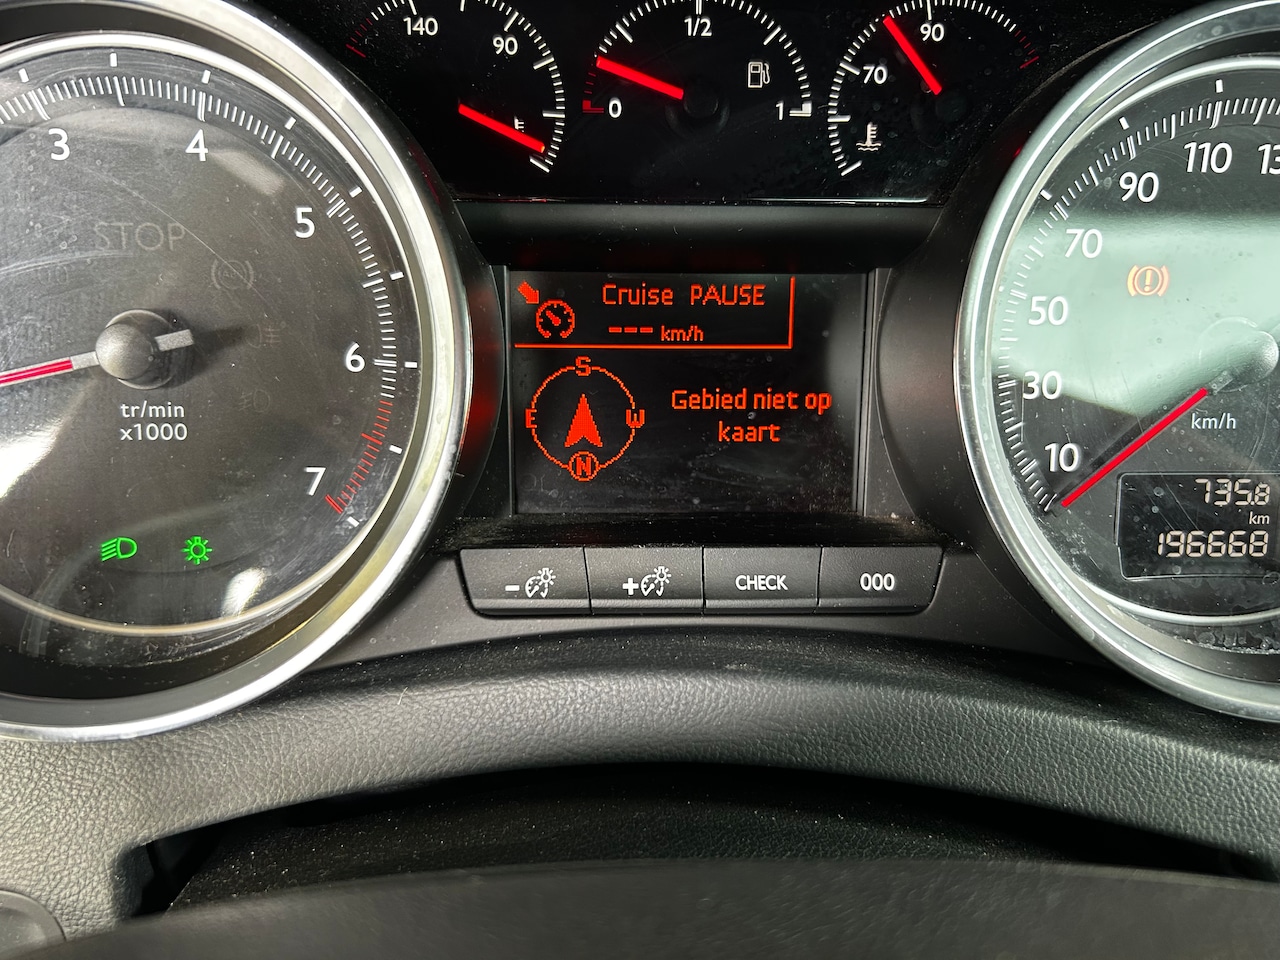 140
90
1/2
0
1
90
70
3
4
5
6
7
STOP
tr/min
x1000
Cruise PAUSE
--- km/h
S
E
W
N
Gebied niet op
kaart
CHECK
000
110
90
70
50
30
10
km/h
735.8
km
196668